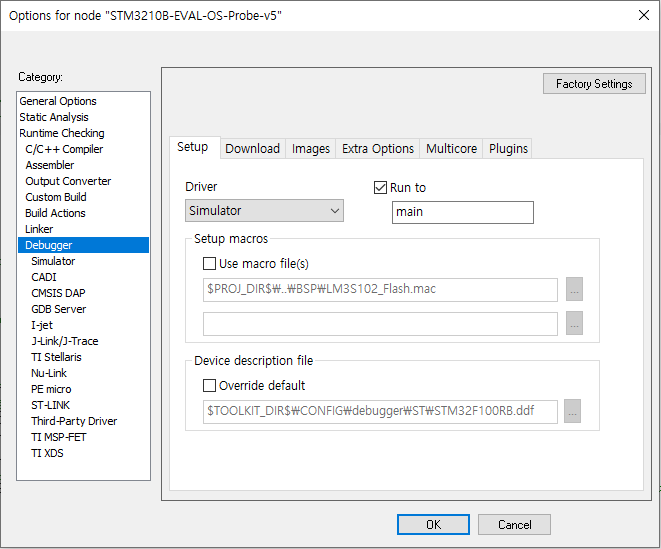 Options for node "STM3210B-EVAL-OS-Probe-v5"
Category:
Factory Settings
General Options
Static Analysis
Runtime Checking
C/C++ Compiler
Assembler
Output Converter
Custom Build
Build Actions
Linker
Debugger
Simulator
CADI
CMSIS DAP
GDB Server
I-jet
J-Link/J-Trace
TI Stellaris
Nu-Link
PE micro
ST-LINK
Third-Party Driver
TI MSP-FET
TI XDS
Setup Download Images Extra Options Multicore Plugins
Driver
Run to
Simulator
main
Setup macros
Use macro file(s)
$PROJ_DIR$₩..₩BSP₩LM3S102_Flash.mac
...
...
Device description file
Override default
$TOOLKIT_DIR$₩CONFIG₩debugger₩ST₩STM32F100RB.ddf
...
OK Cancel